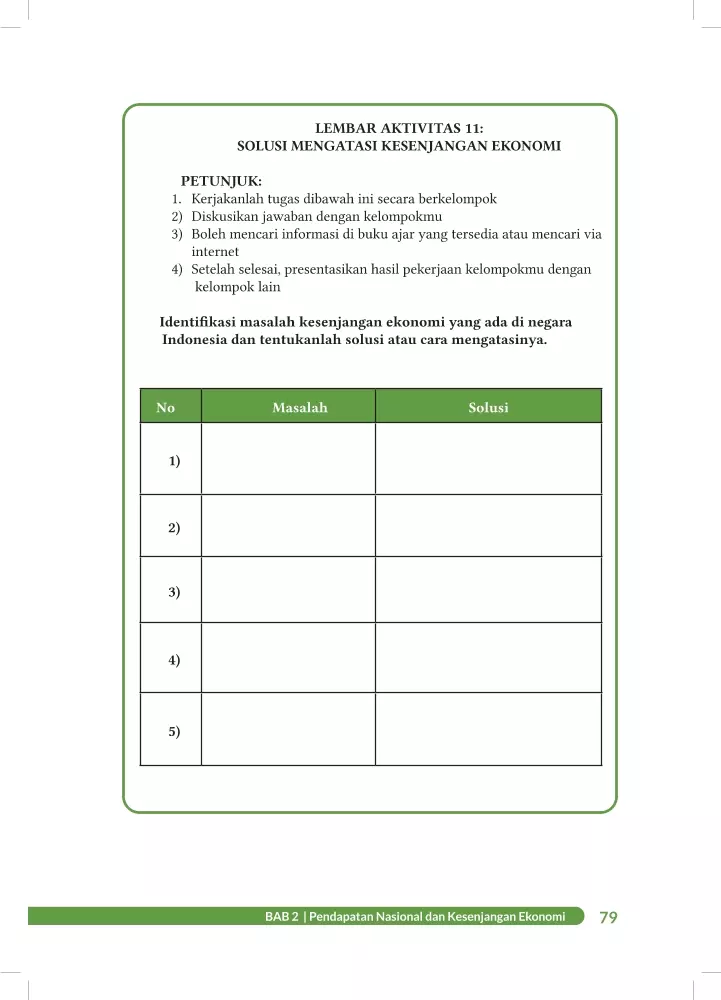 LEMBAR AKTIVITAS 11:
SOLUSI MENGATASI KESENJANGAN EKONOMI
PETUNJUK:
1. Kerjakanlah tugas dibawah ini secara berkelompok
2) Diskusikan jawaban dengan kelompokmu
3) Boleh mencari informasi di buku ajar yang tersedia atau mencari via
internet
4) Setelah selesai, presentasikan hasil pekerjaan kelompokmu dengan
kelompok lain
Identifikasi masalah kesenjangan ekonomi yang ada di negara
Indonesia dan tentukanlah solusi atau cara mengatasinya.
No Masalah Solusi
1)
2)
3)
4)
5)
BAB 2 | Pendapatan Nasional dan Kesenjangan Ekonomi 79